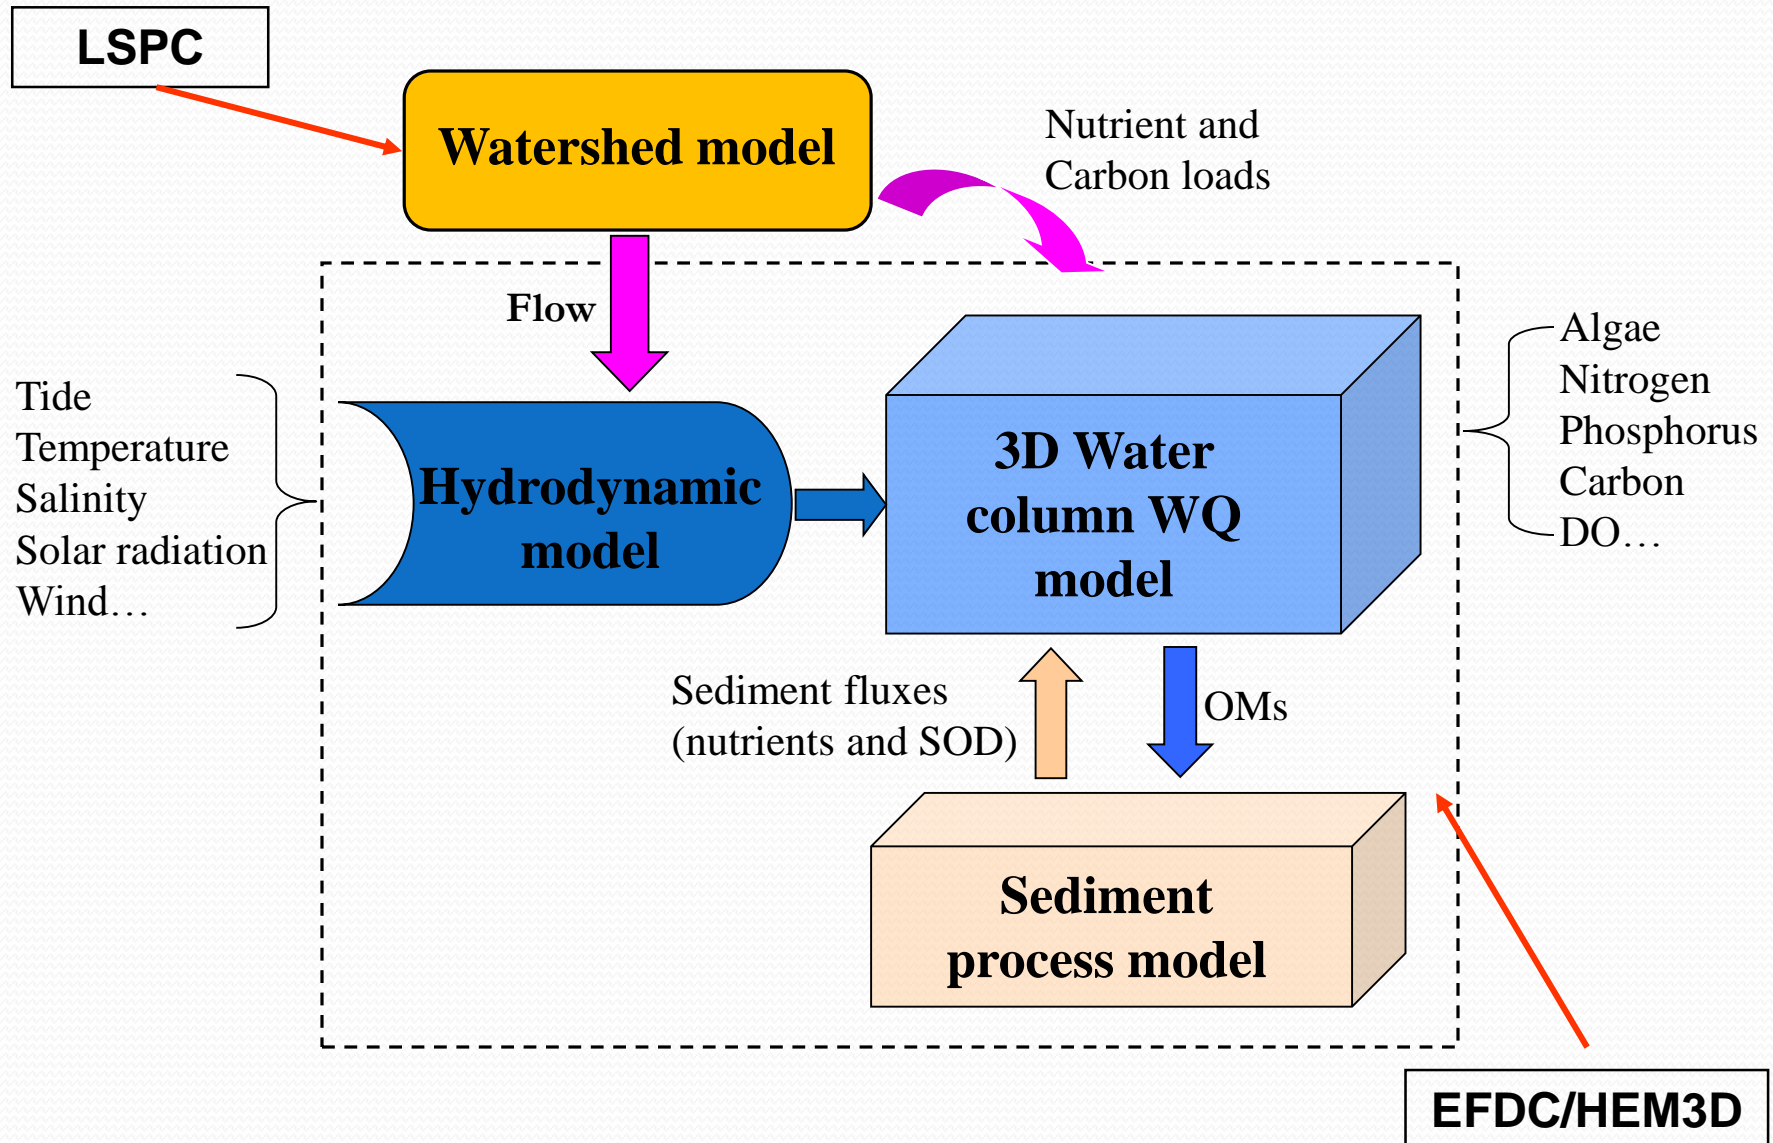 LSPC
Watershed model
Nutrient and
Carbon loads
Flow
Tide
Temperature
Salinity
Solar radiation
Wind…
Hydrodynamic
model
3D Water
column WQ
model
Algae
Nitrogen
Phosphorus
Carbon
DO…
Sediment fluxes
(nutrients and SOD)
OMs
Sediment
process model
EFDC/HEM3D